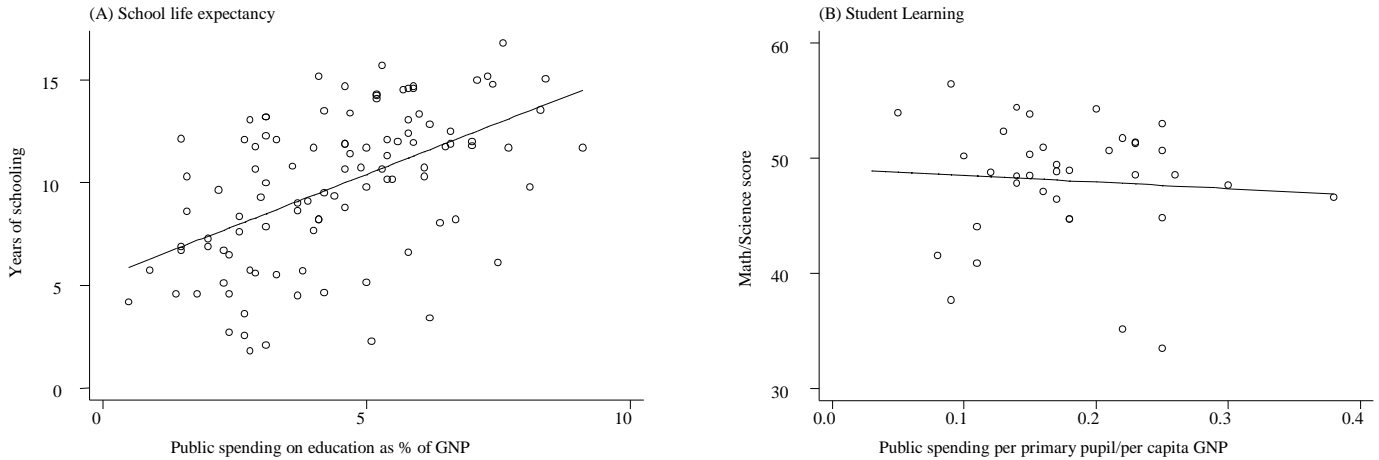 (A) School life expectancy
15
10
5
0
Years of schooling
0
5
10
Public spending on education as % of GNP
(B) Student Learning
60
50
40
30
Math/Science score
0.0
0.1
0.2
0.3
0.4
Public spending per primary pupil/per capita GNP